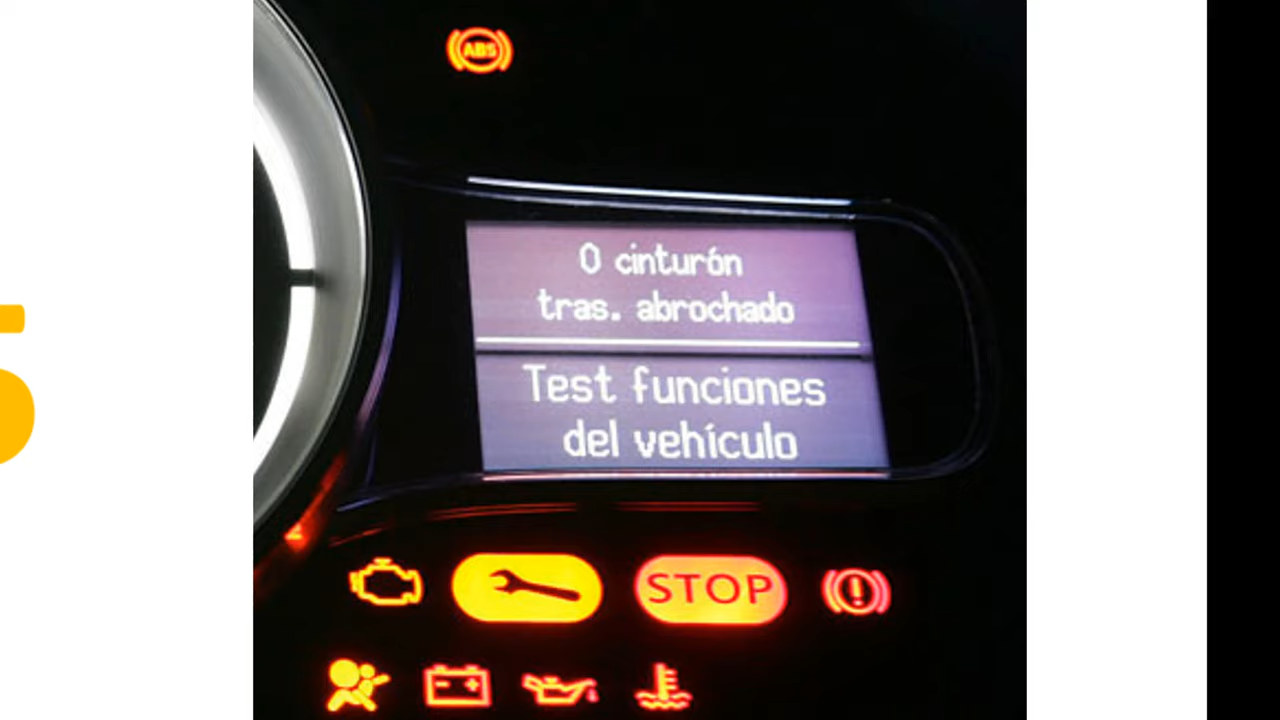 ABS
0 cinturón
tras. abrochado
Test funciones
del vehículo
STOP